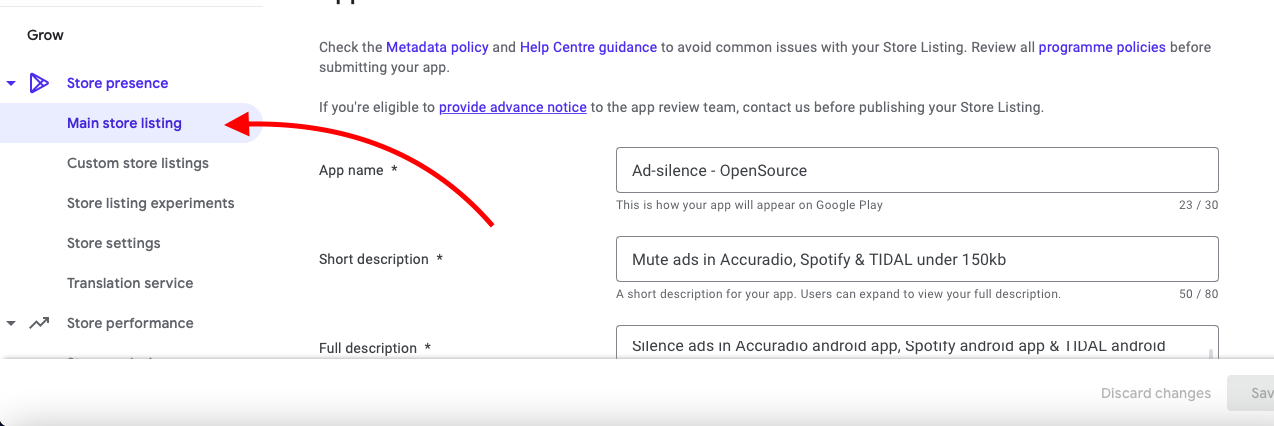 Grow
Store presence
Main store listing
Custom store listings
Store listing experiments
Store settings
Translation service
Store performance
Check the Metadata policy and Help Centre guidance to avoid common issues with your Store Listing. Review all programme policies before
submitting your app.
If you're eligible to provide advance notice to the app review team, contact us before publishing your Store Listing.
App name *
Ad-silence - OpenSource
This is how your app will appear on Google Play
23 / 30
Short description *
Mute ads in Accuradio, Spotify & TIDAL under 150kb
A short description for your app. Users can expand to view your full description.
50 / 80
Full description *
Silence ads in Accuradio android app, Spotify android app & TIDAL android
Discard changes
Sav